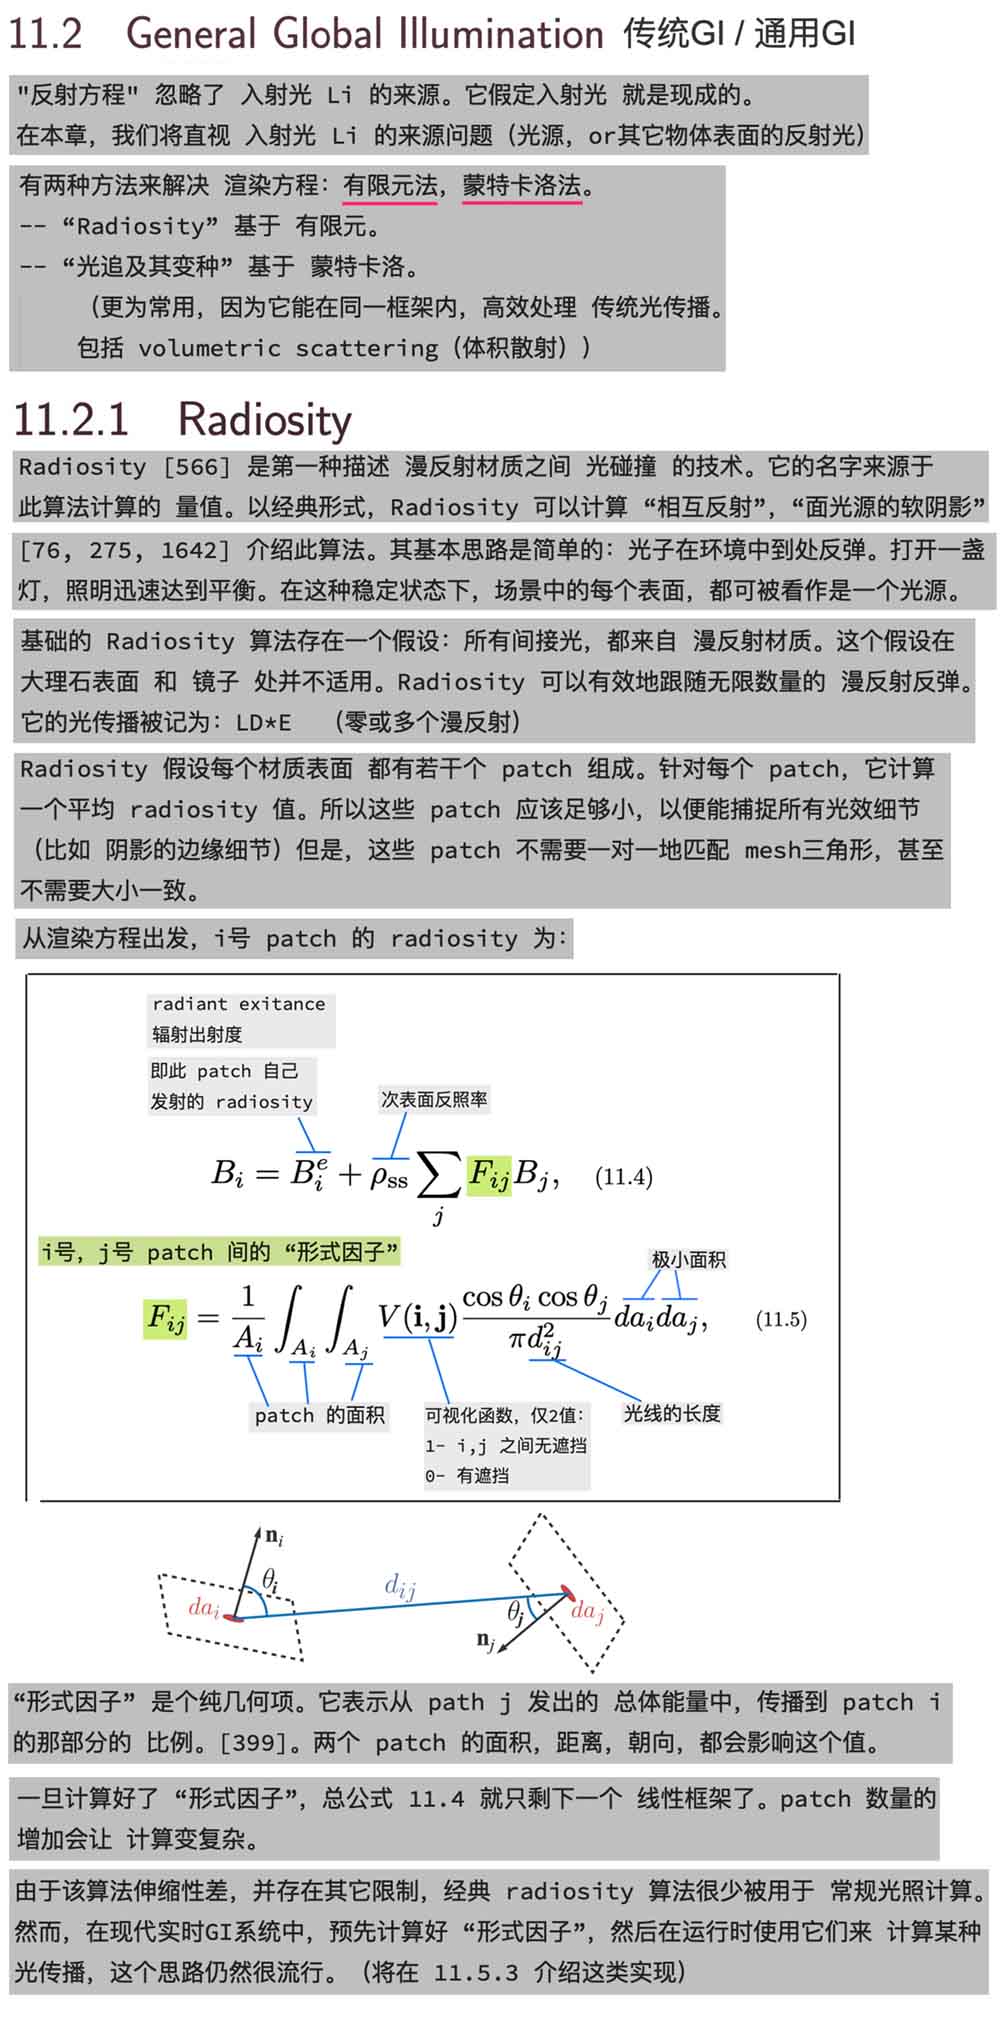 11.2 General Global Illumination 传统GI / 通用GI
"反射方程" 忽略了 入射光 Li 的来源。它假定入射光 就是现成的。
在本章，我们将直视 入射光 Li 的来源问题（光源，or其它物体表面的反射光）
有两种方法来解决 渲染方程：有限元法，蒙特卡洛法。
-- “Radiosity” 基于 有限元。
-- “光追及其变种” 基于 蒙特卡洛。
（更为常用，因为它能在同一框架内，高效处理 传统光传播。
包括 volumetric scattering（体积散射））
11.2.1 Radiosity
Radiosity [566] 是第一种描述 漫反射材质之间 光碰撞 的技术。它的名字来源于
此算法计算的 量值。以经典形式，Radiosity 可以计算 “相互反射”，“面光源的软阴影”
[76, 275, 1642] 介绍此算法。其基本思路是简单的：光子在环境中到处反弹。打开一盏
灯，照明迅速达到平衡。在这种稳定状态下，场景中的每个表面，都可被看作是一个光源。
基础的 Radiosity 算法存在一个假设：所有间接光，都来自 漫反射材质。这个假设在
大理石表面 和 镜子 处并不适用。Radiosity 可以有效地跟随无限数量的 漫反射反弹。
它的光传播被记为：LD*E （零或多个漫反射）
Radiosity 假设每个材质表面 都有若干个 patch 组成。针对每个 patch，它计算
一个平均 radiosity 值。所以这些 patch 应该足够小，以便能捕捉所有光效细节
（比如 阴影的边缘细节）但是，这些 patch 不需要一对一地匹配 mesh三角形，甚至
不需要大小一致。
从渲染方程出发，i号 patch 的 radiosity 为：
radiant exitance
辐射出射度
即此 patch 自己
发射的 radiosity
次表面反照率
B_i = B_i^e + ρ_ss ∑_j F_ij B_j, (11.4)
i号，j号 patch 间的 “形式因子”
极小面积
F_ij = 1/A_i ∫_{A_i} ∫_{A_j} V(i, j) cos θ_i cos θ_j / π d_ij^2 da_i da_j, (11.5)
patch 的面积
可视化函数，仅2值：
1- i,j 之间无遮挡
0- 有遮挡
光线的长度
n_i
θ_i
d_ij
da_i
θ_j
da_j
n_j
“形式因子” 是个纯几何项。它表示从 path j 发出的 总体能量中，传播到 patch i
的那部分的 比例。[399]。两个 patch 的面积，距离，朝向，都会影响这个值。
一旦计算好了 “形式因子”，总公式 11.4 就只剩下一个 线性框架了。patch 数量的
增加会让 计算变复杂。
由于该算法伸缩性差，并存在其它限制，经典 radiosity 算法很少被用于 常规光照计算。
然而，在现代实时GI系统中，预先计算好 “形式因子”，然后在运行时使用它们来 计算某种
光传播，这个思路仍然很流行。（将在 11.5.3 介绍这类实现）